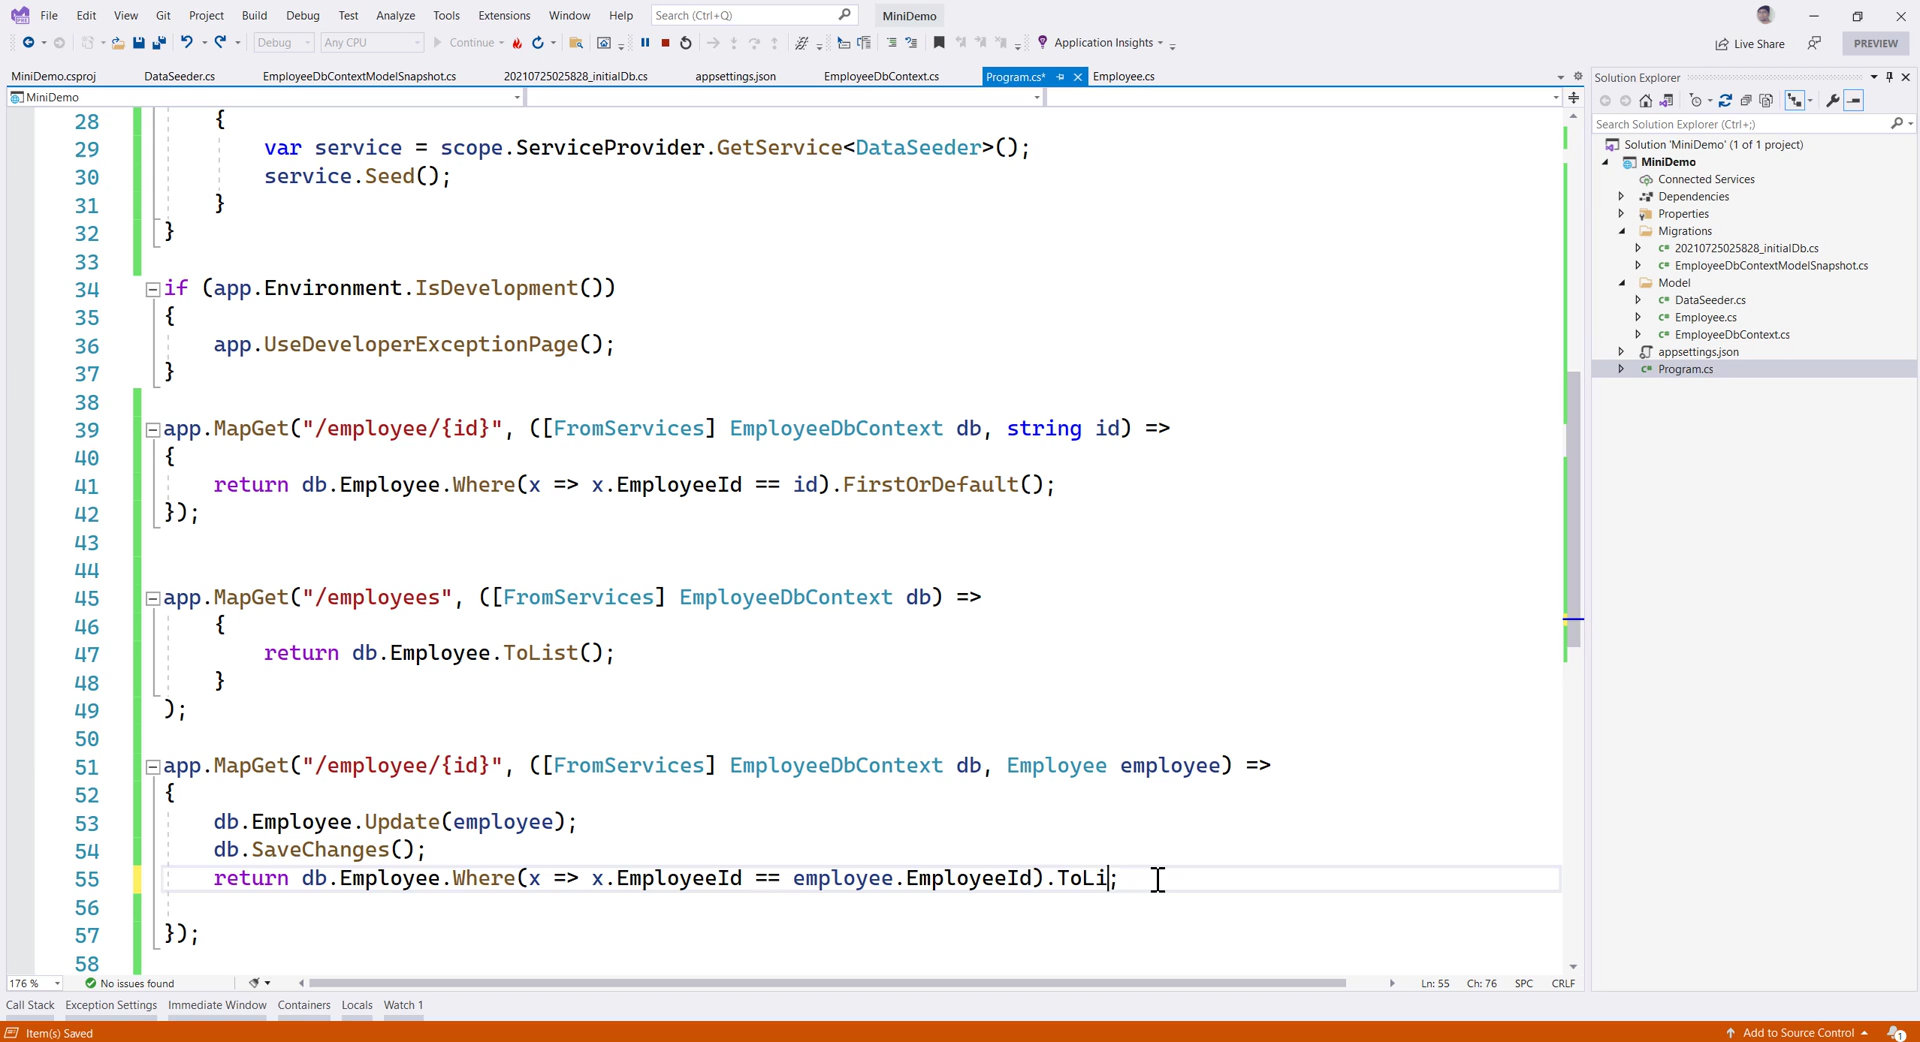 File Edit View Git Project Build Debug Test Analyze Tools Extensions Window Help Search (Ctrl+Q) MiniDemo
Debug Any CPU Continue Application Insights Live Share PREVIEW
MiniDemo.csproj DataSeeder.cs EmployeeDbContextModelSnapshot.cs 20210725025828_initialDb.cs appsettings.json EmployeeDbContext.cs Program.cs* Employee.cs
MiniDemo
28 {
29 var service = scope.ServiceProvider.GetService<DataSeeder>();
30 service.Seed();
31 }
32 }
33
34 if (app.Environment.IsDevelopment())
35 {
36 app.UseDeveloperExceptionPage();
37 }
38
39 app.MapGet("/employee/{id}", ([FromServices] EmployeeDbContext db, string id) =>
40 {
41 return db.Employee.Where(x => x.EmployeeId == id).FirstOrDefault();
42 });
43
44
45 app.MapGet("/employees", ([FromServices] EmployeeDbContext db) =>
46 {
47 return db.Employee.ToList();
48 }
49 );
50
51 app.MapGet("/employee/{id}", ([FromServices] EmployeeDbContext db, Employee employee) =>
52 {
53 db.Employee.Update(employee);
54 db.SaveChanges();
55 return db.Employee.Where(x => x.EmployeeId == employee.EmployeeId).ToLi;
56
57 });
58
176 % No issues found Ln: 55 Ch: 76 SPC CRLF
Call Stack Exception Settings Immediate Window Containers Locals Watch 1
Item(s) Saved Add to Source Control 1
Solution Explorer
Search Solution Explorer (Ctrl+;)
Solution 'MiniDemo' (1 of 1 project)
MiniDemo
Connected Services
Dependencies
Properties
Migrations
20210725025828_initialDb.cs
EmployeeDbContextModelSnapshot.cs
Model
DataSeeder.cs
Employee.cs
EmployeeDbContext.cs
appsettings.json
Program.cs